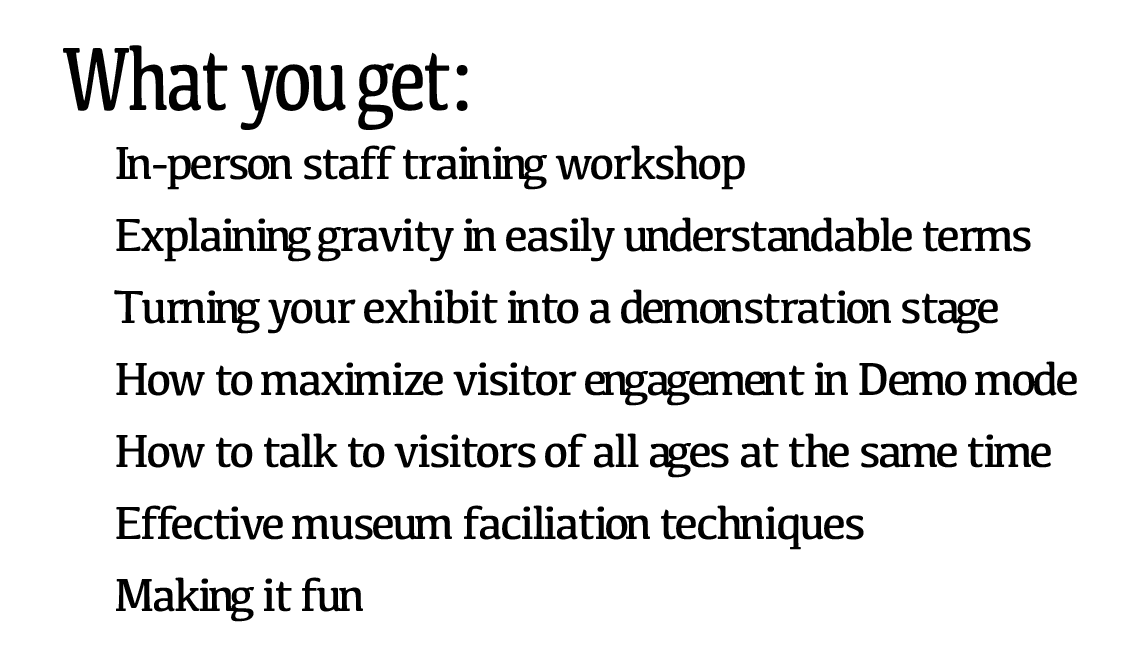 What you get:
In-person staff training workshop
Explaining gravity in easily understandable terms
Turning your exhibit into a demonstration stage
How to maximize visitor engagement in Demo mode
How to talk to visitors of all ages at the same time
Effective museum faciliation techniques
Making it fun